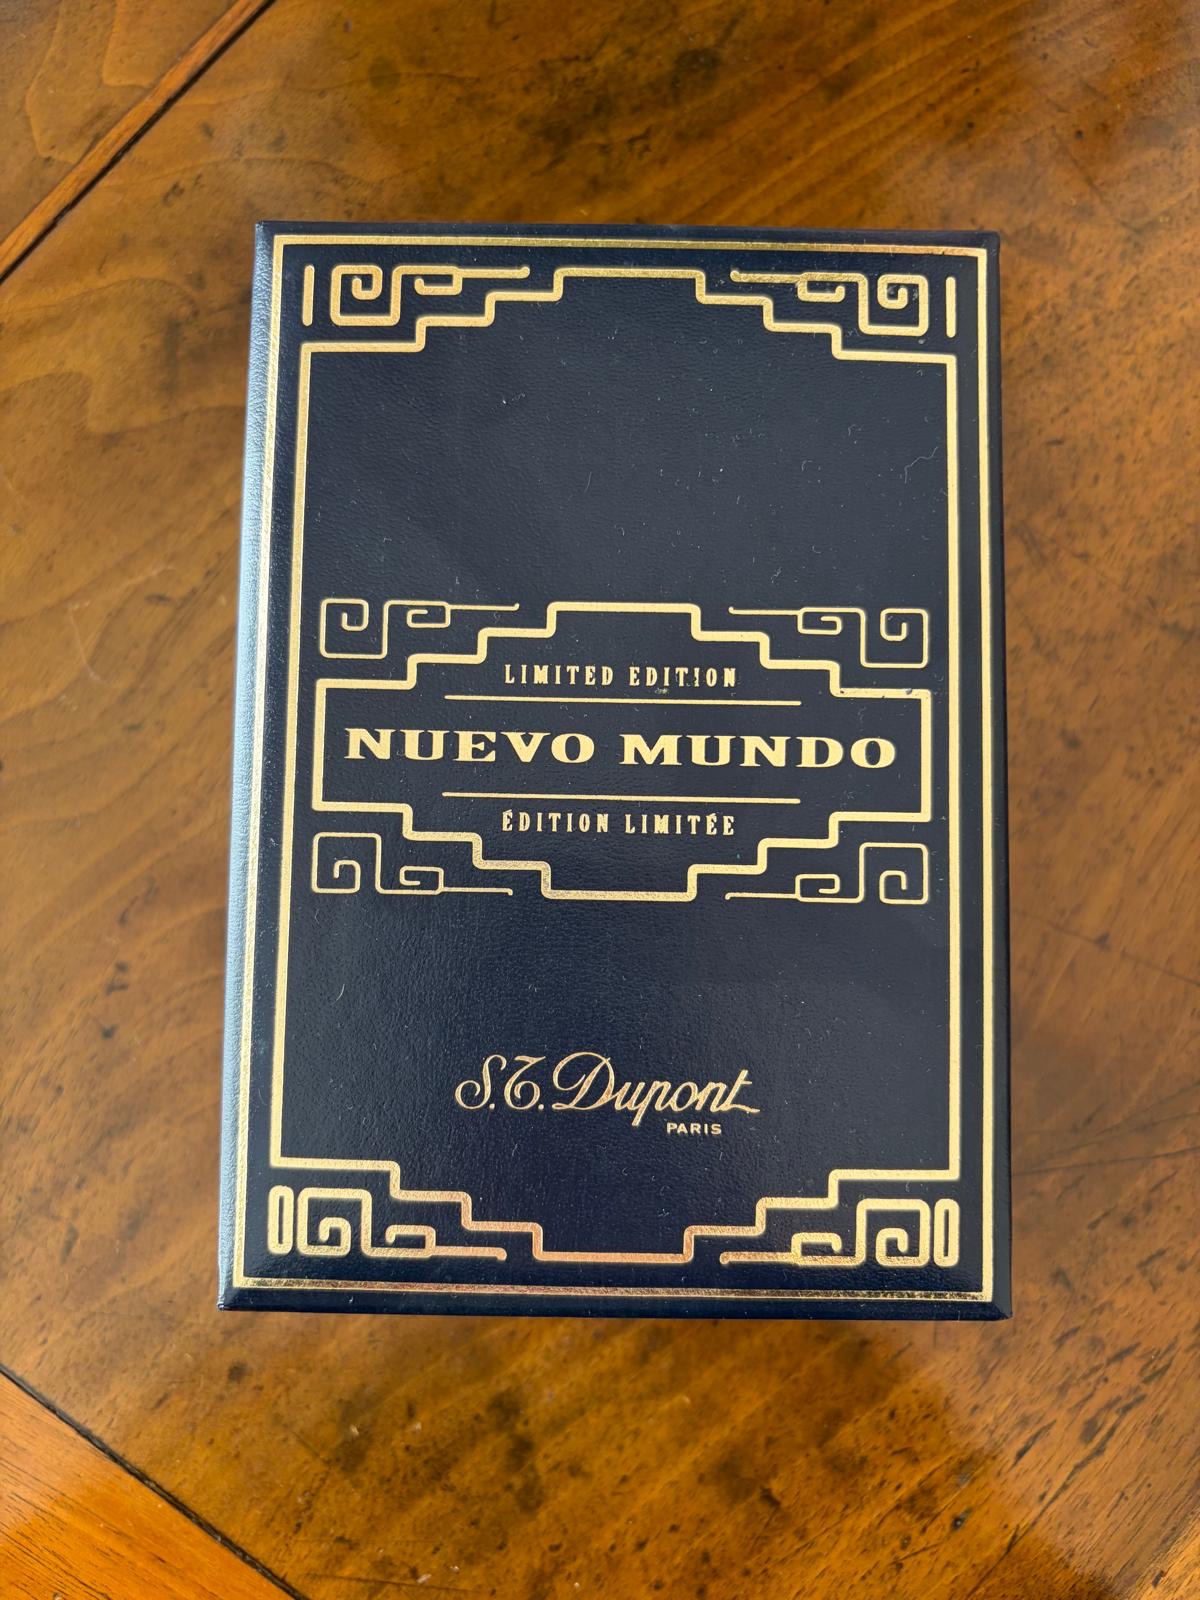 LIMITED EDITION
NUEVO MUNDO
ÉDITION LIMITÉE
S.T. Dupont
PARIS